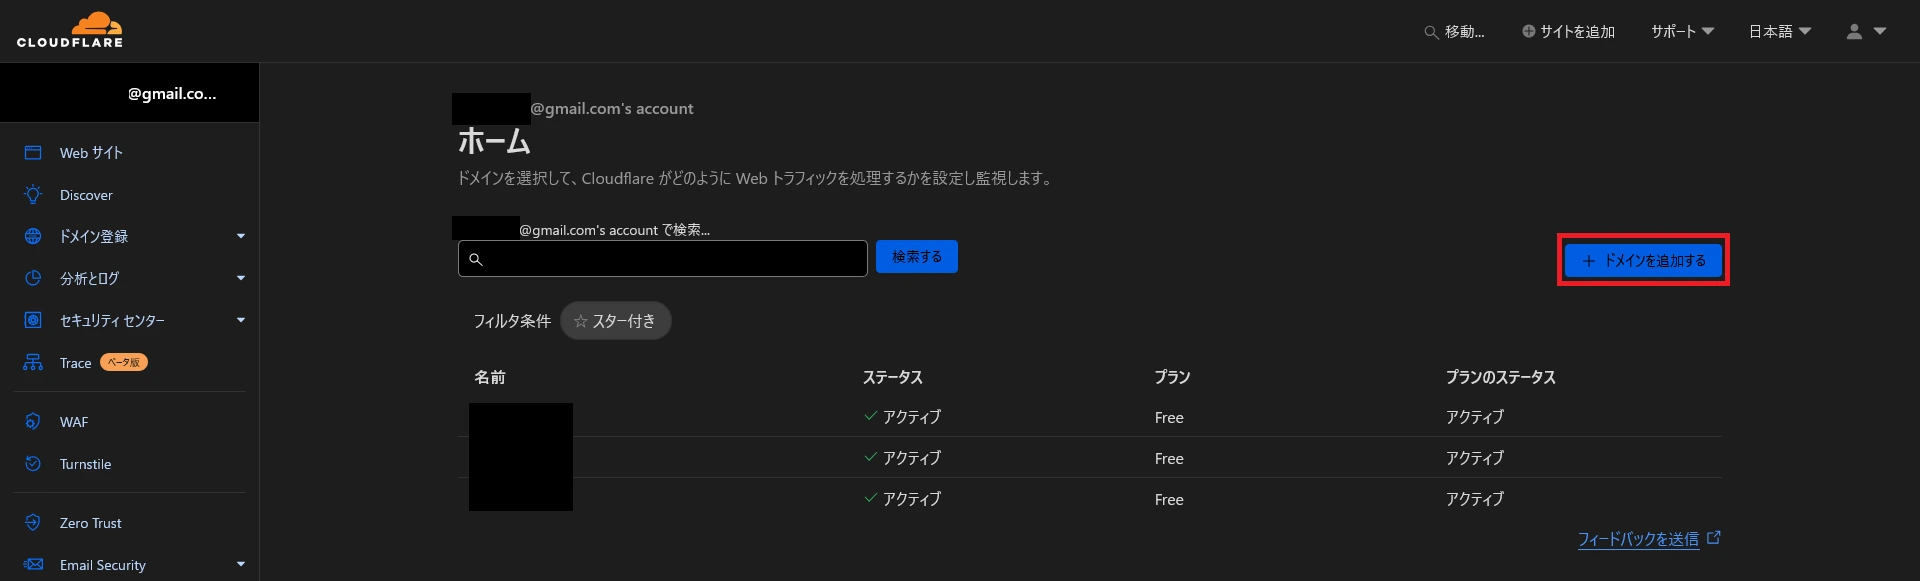 CLOUDFLARE
移動...
サイトを追加
サポート
日本語
@gmail.co...
Web サイト
Discover
ドメイン登録
分析とログ
セキュリティ センター
Trace ベータ版
WAF
Turnstile
Zero Trust
Email Security
@gmail.com's account
ホーム
ドメインを選択して、Cloudflare がどのように Web トラフィックを処理するかを設定し監視します。
@gmail.com's account で検索...
検索する
+ ドメインを追加する
フィルタ条件 ☆ スター付き
名前 ステータス プラン プランのステータス
アクティブ Free アクティブ
アクティブ Free アクティブ
アクティブ Free アクティブ
フィードバックを送信